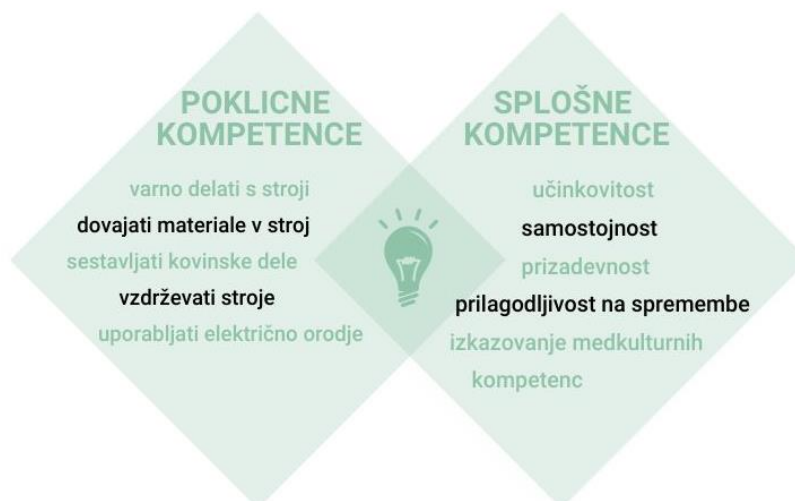 POKLICNE
KOMPETENCE
varno delati s stroji
dovajati materiale v stroj
sestavljati kovinske dele
vzdrževati stroje
uporabljati električno orodje
SPLOŠNE
KOMPETENCE
učinkovitost
samostojnost
prizadevnost
prilagodljivost na spremembe
izkazovanje medkulturnih
kompetenc